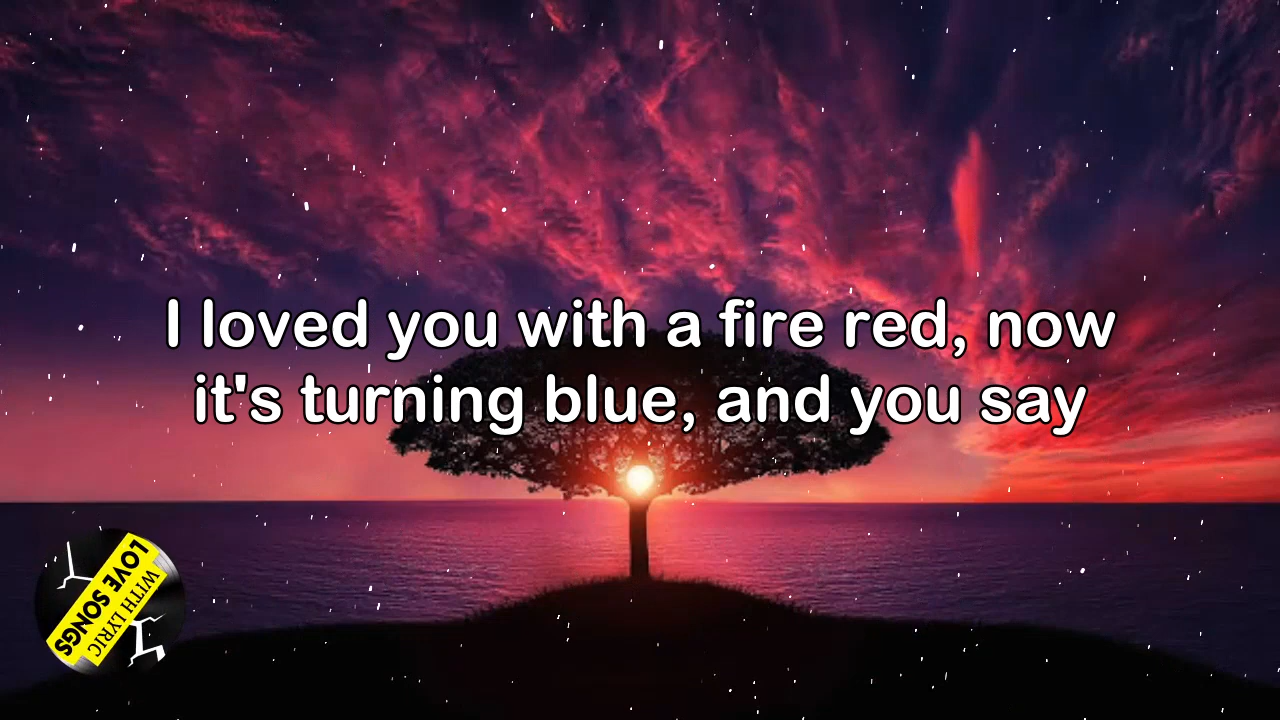 I loved you with a fire red, now
it's turning blue, and you say
LOVE SONGS
WITH LYRIC